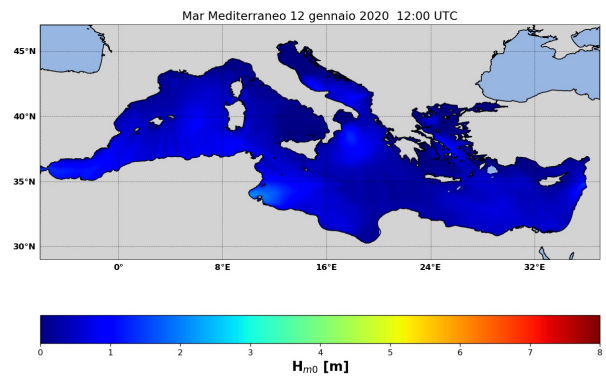 Mar Mediterraneo 12 gennaio 2020 12:00 UTC
45°N
40°N
35°N
30°N
0° 8°E 16°E 24°E 32°E
0 1 2 3 4 5 6 7 8
Hm0 [m]